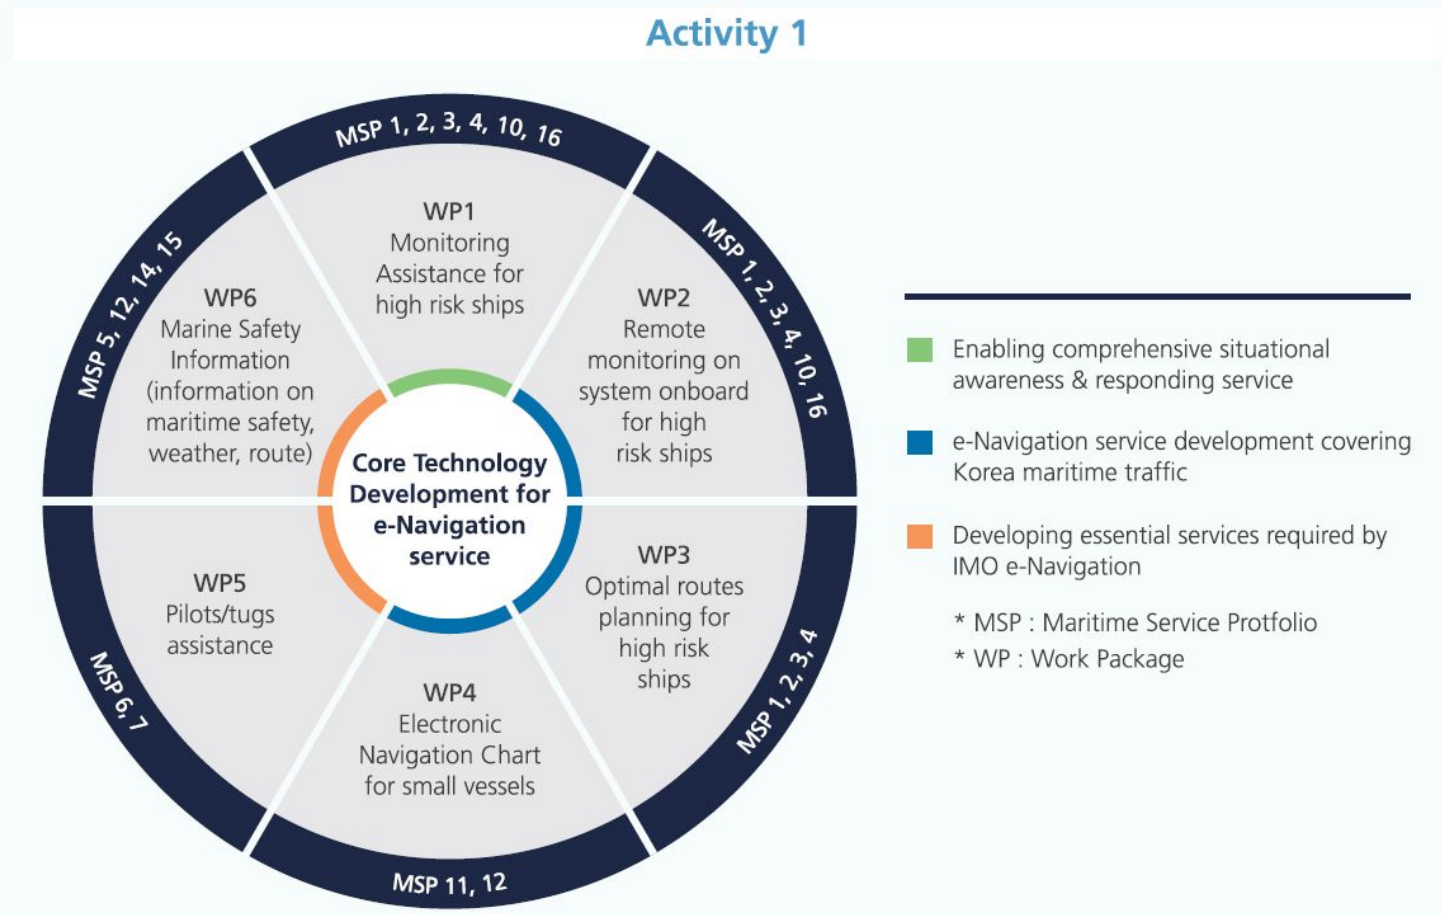 Activity 1
MSP 1, 2, 3, 4, 10, 16
WP1
Monitoring
Assistance for
high risk ships
MSP 1, 2, 3, 4, 10, 16
WP2
Remote
monitoring on
system onboard
for high
risk ships
MSP 1, 2, 3, 4
WP3
Optimal routes
planning for
high risk
ships
MSP 11, 12
WP4
Electronic
Navigation Chart
for small vessels
MSP 6, 7
WP5
Pilots/tugs
assistance
MSP 5, 12, 14, 15
WP6
Marine Safety
Information
(information on
maritime safety,
weather, route)
Core Technology
Development for
e-Navigation
service
Enabling comprehensive situational
awareness & responding service
e-Navigation service development covering
Korea maritime traffic
Developing essential services required by
IMO e-Navigation
* MSP : Maritime Service Protfolio
* WP : Work Package